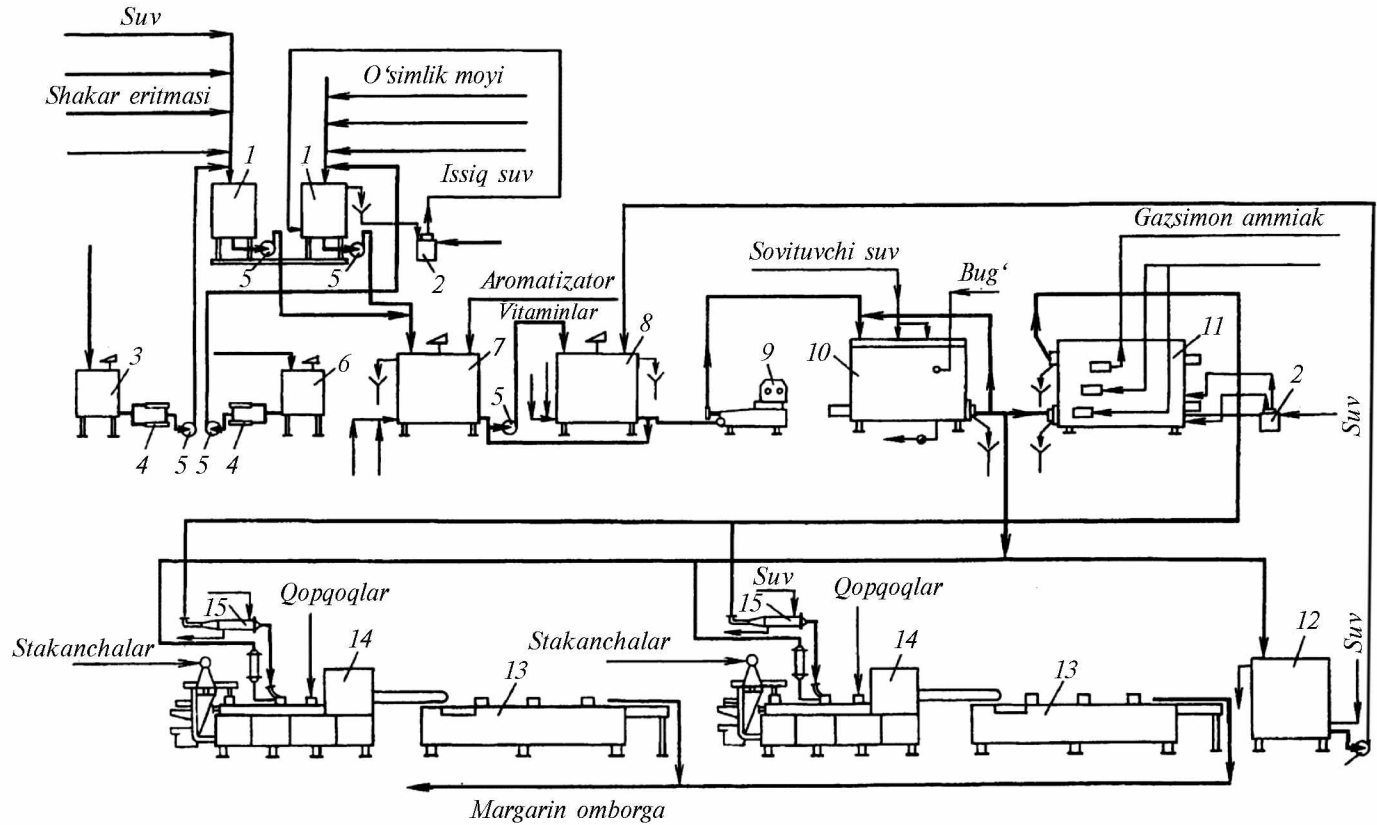 Suv
O‘simlik moyi
Shakar eritmasi
1
1
Issiq suv
Gazsimon ammiak
Sovituvchi suv
Bug‘
5
5
2
Aromatizator
Vitaminlar
3
6
7
8
9
10
11
2
5
Suv
4
5
5
4
Qopqoqlar
Suv
Qopqoqlar
15
15
Stakanchalar
14
Stakanchalar
14
12
Suv
13
13
Margarin omborga